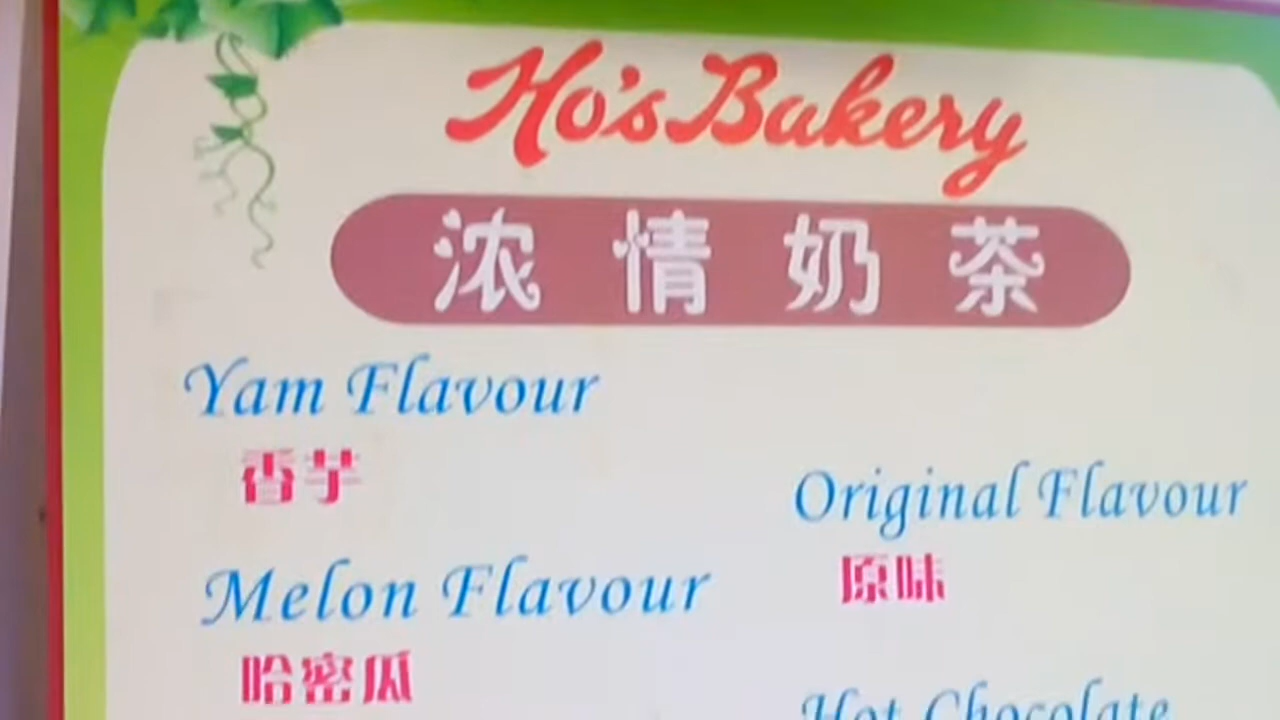 Ho's Bakery
浓情奶茶
Yam Flavour
香芋
Original Flavour
原味
Melon Flavour
哈密瓜
Hot Chocolate